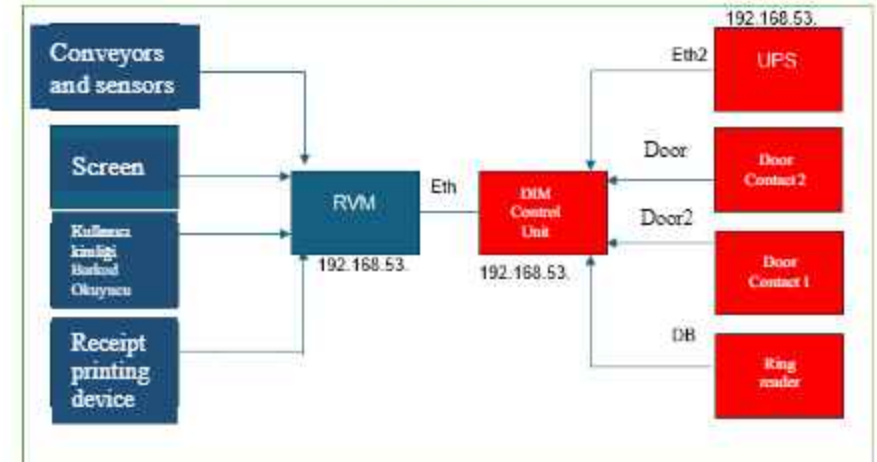 Conveyors
and sensors
Screen
Kullanıcı
kimliği
Barkod
Okuyucu
Receipt
printing
device
RVM
192.168.53.
Eth
DIM
Control
Unit
192.168.53.
192.168.53.
Eth2
UPS
Door
Door
Contact 2
Door2
Door
Contact 1
DB
Ring
reader